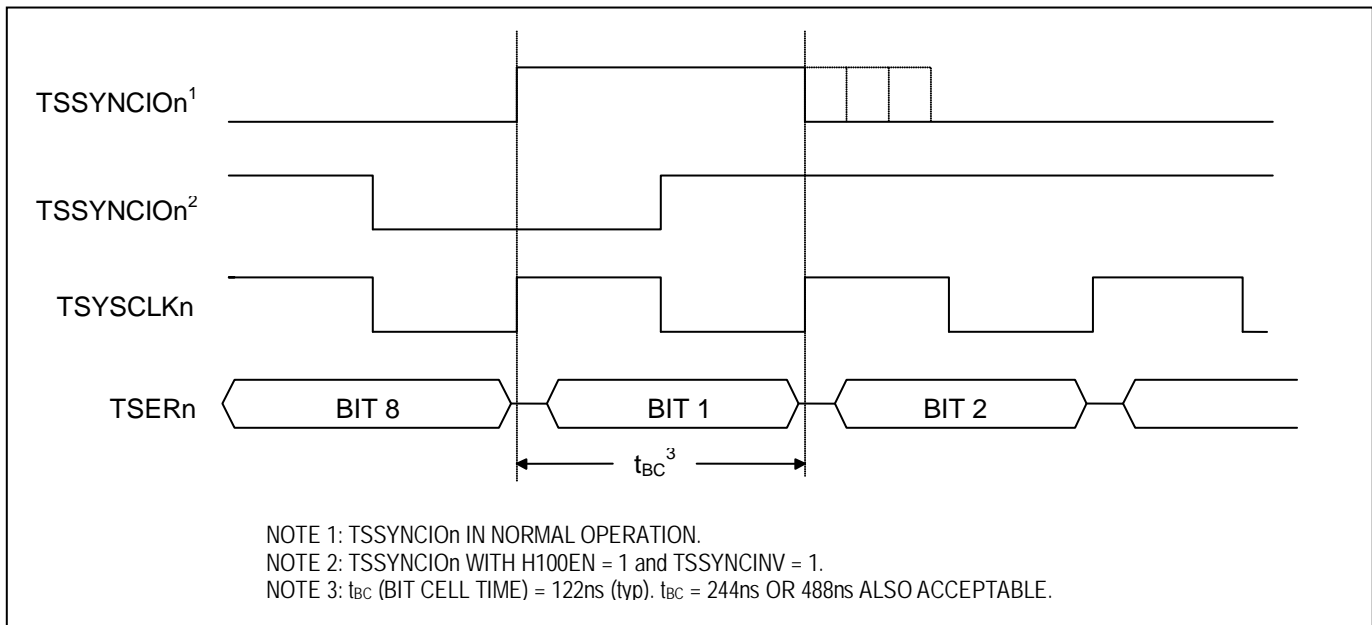 TSSYNCIOn¹
TSSYNCIOn²
TSYSCLKn
TSERn
BIT 8
BIT 1
BIT 2
tBC³
NOTE 1: TSSYNCIOn IN NORMAL OPERATION.
NOTE 2: TSSYNCIOn WITH H100EN = 1 and TSSYNCINV = 1.
NOTE 3: tBC (BIT CELL TIME) = 122ns (typ). tBC = 244ns OR 488ns ALSO ACCEPTABLE.